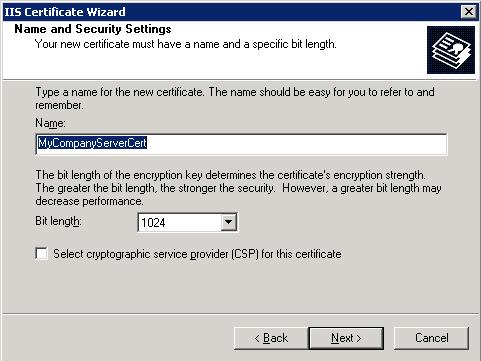 IIS Certificate Wizard
Name and Security Settings
Your new certificate must have a name and a specific bit length.
Type a name for the new certificate. The name should be easy for you to refer to and
remember.
Name:
MyCompanyServerCert
The bit length of the encryption key determines the certificate's encryption strength.
The greater the bit length, the stronger the security. However, a greater bit length may
decrease performance.
Bit length: 1024
Select cryptographic service provider (CSP) for this certificate
< Back Next > Cancel